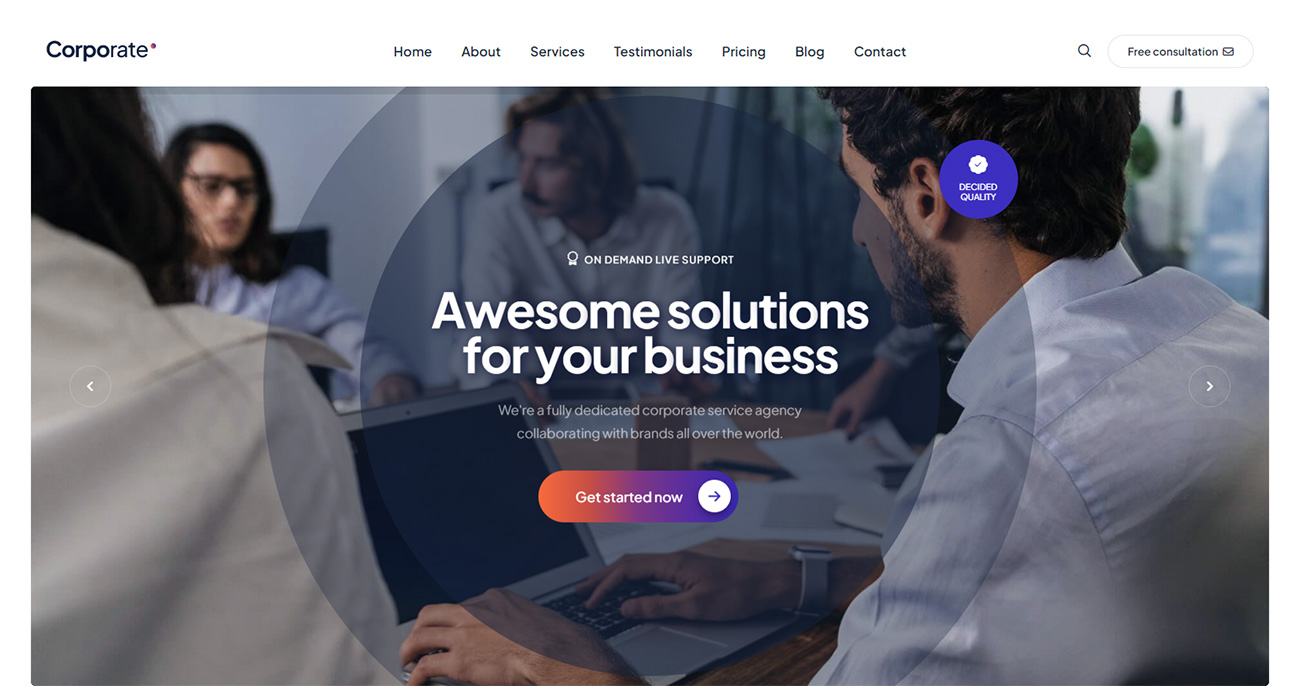 Corporate
Home About Services Testimonials Pricing Blog Contact
Free consultation
DECIDED
QUALITY
ON DEMAND LIVE SUPPORT
Awesome solutions
for your business
We're a fully dedicated corporate service agency
collaborating with brands all over the world.
Get started now